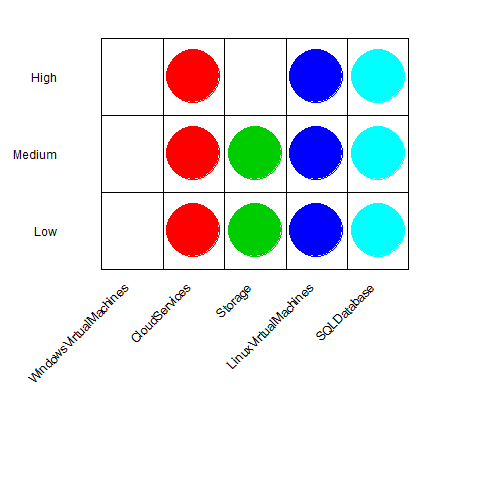 High
Medium
Low
WindowsVirtualMachines
CloudServices
Storage
LinuxVirtualMachines
SQLDatabase